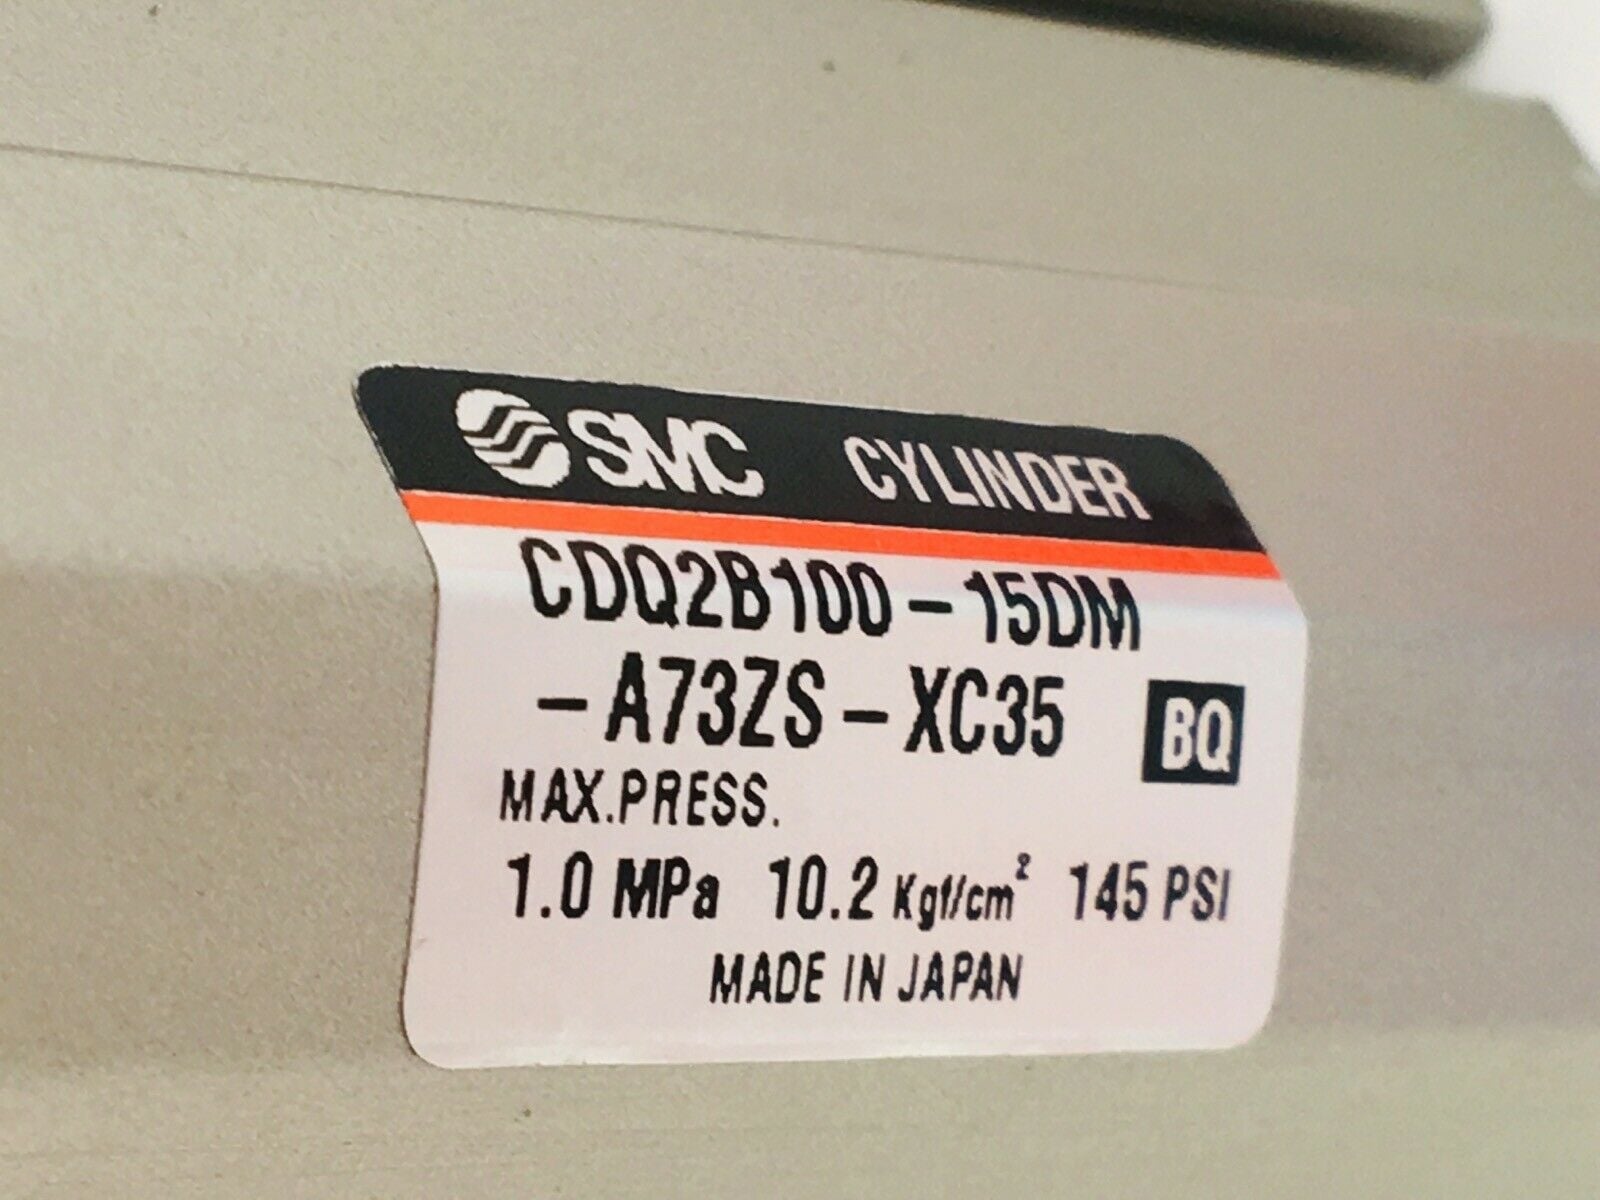 SMC CYLINDER
CDQ2B100-15DM
-A73ZS-XC35 BQ
MAX.PRESS.
1.0 MPa 10.2 Kgf/cm² 145 PSI
MADE IN JAPAN